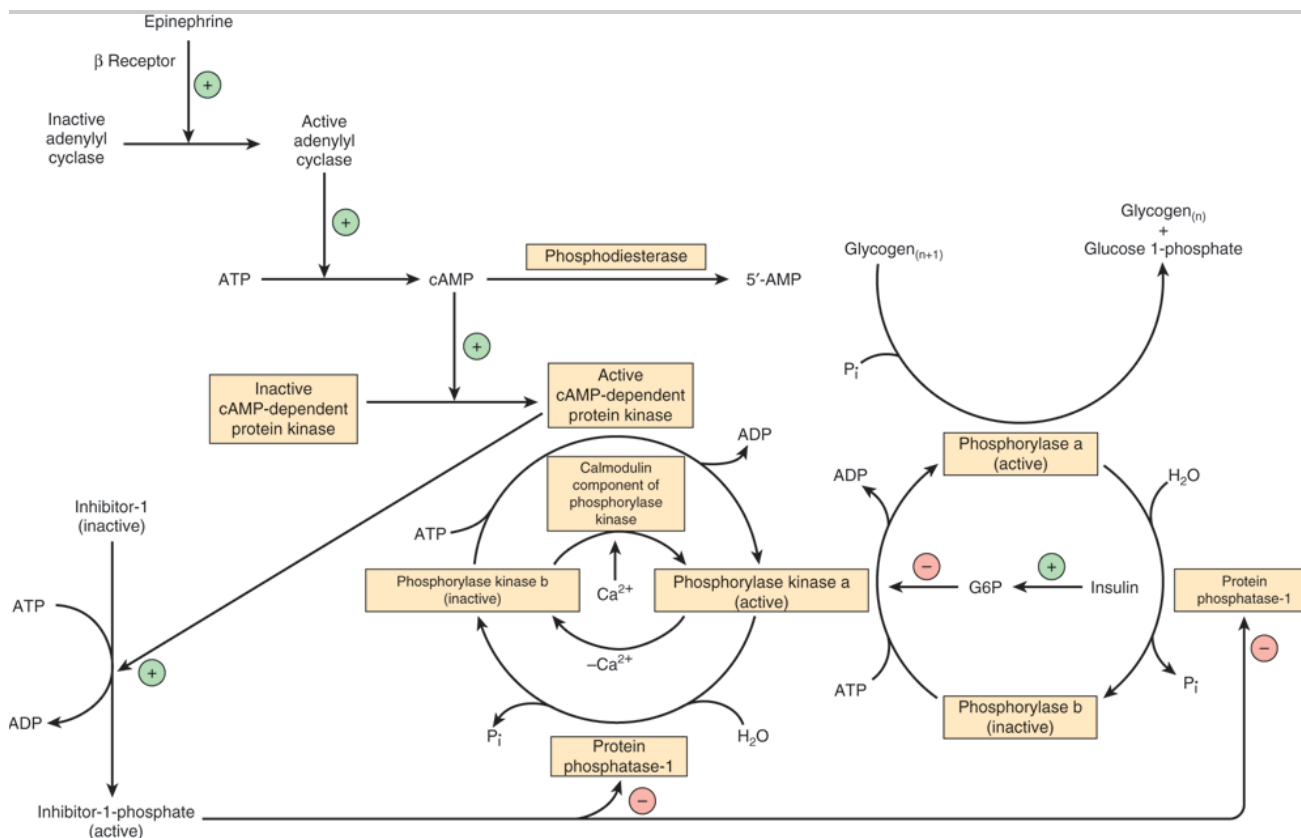 Epinephrine
β Receptor
+
Inactive
adenylyl
cyclase
Active
adenylyl
cyclase
+
ATP
cAMP
Phosphodiesterase
5′-AMP
+
Inactive
cAMP-dependent
protein kinase
Active
cAMP-dependent
protein kinase
Glycogen(n+1)
Glycogen(n)
+
Glucose 1-phosphate
Pi
Inhibitor-1
(inactive)
ATP
+
ADP
Inhibitor-1-phosphate
(active)
ATP
ADP
Calmodulin
component of
phosphorylase
kinase
Phosphorylase kinase b
(inactive)
Ca2+
Phosphorylase kinase a
(active)
–Ca2+
Pi
H2O
Protein
phosphatase-1
–
Phosphorylase a
(active)
ADP
H2O
–
G6P
+
Insulin
ATP
Pi
Phosphorylase b
(inactive)
Protein
phosphatase-1
–